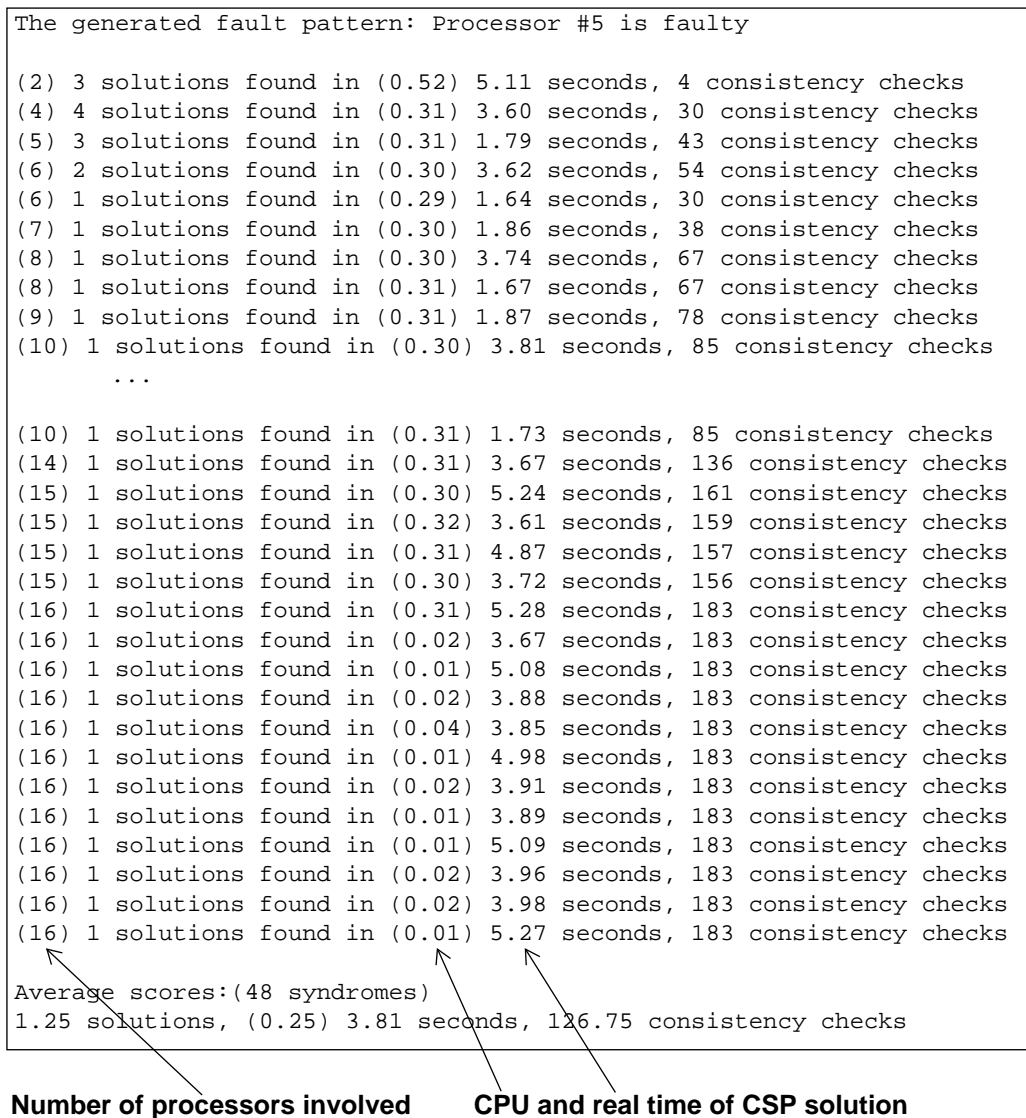 The generated fault pattern: Processor #5 is faulty
(2) 3 solutions found in (0.52) 5.11 seconds, 4 consistency checks
(4) 4 solutions found in (0.31) 3.60 seconds, 30 consistency checks
(5) 3 solutions found in (0.31) 1.79 seconds, 43 consistency checks
(6) 2 solutions found in (0.30) 3.62 seconds, 54 consistency checks
(6) 1 solutions found in (0.29) 1.64 seconds, 30 consistency checks
(7) 1 solutions found in (0.30) 1.86 seconds, 38 consistency checks
(8) 1 solutions found in (0.30) 3.74 seconds, 67 consistency checks
(8) 1 solutions found in (0.31) 1.67 seconds, 67 consistency checks
(9) 1 solutions found in (0.31) 1.87 seconds, 78 consistency checks
(10) 1 solutions found in (0.30) 3.81 seconds, 85 consistency checks
...
(10) 1 solutions found in (0.31) 1.73 seconds, 85 consistency checks
(14) 1 solutions found in (0.31) 3.67 seconds, 136 consistency checks
(15) 1 solutions found in (0.30) 5.24 seconds, 161 consistency checks
(15) 1 solutions found in (0.32) 3.61 seconds, 159 consistency checks
(15) 1 solutions found in (0.31) 4.87 seconds, 157 consistency checks
(15) 1 solutions found in (0.30) 3.72 seconds, 156 consistency checks
(16) 1 solutions found in (0.31) 5.28 seconds, 183 consistency checks
(16) 1 solutions found in (0.02) 3.67 seconds, 183 consistency checks
(16) 1 solutions found in (0.01) 5.08 seconds, 183 consistency checks
(16) 1 solutions found in (0.02) 3.88 seconds, 183 consistency checks
(16) 1 solutions found in (0.04) 3.85 seconds, 183 consistency checks
(16) 1 solutions found in (0.01) 4.98 seconds, 183 consistency checks
(16) 1 solutions found in (0.02) 3.91 seconds, 183 consistency checks
(16) 1 solutions found in (0.01) 3.89 seconds, 183 consistency checks
(16) 1 solutions found in (0.01) 5.09 seconds, 183 consistency checks
(16) 1 solutions found in (0.02) 3.96 seconds, 183 consistency checks
(16) 1 solutions found in (0.02) 3.98 seconds, 183 consistency checks
(16) 1 solutions found in (0.01) 5.27 seconds, 183 consistency checks
Average scores:(48 syndromes)
1.25 solutions, (0.25) 3.81 seconds, 126.75 consistency checks
Number of processors involved
CPU and real time of CSP solution